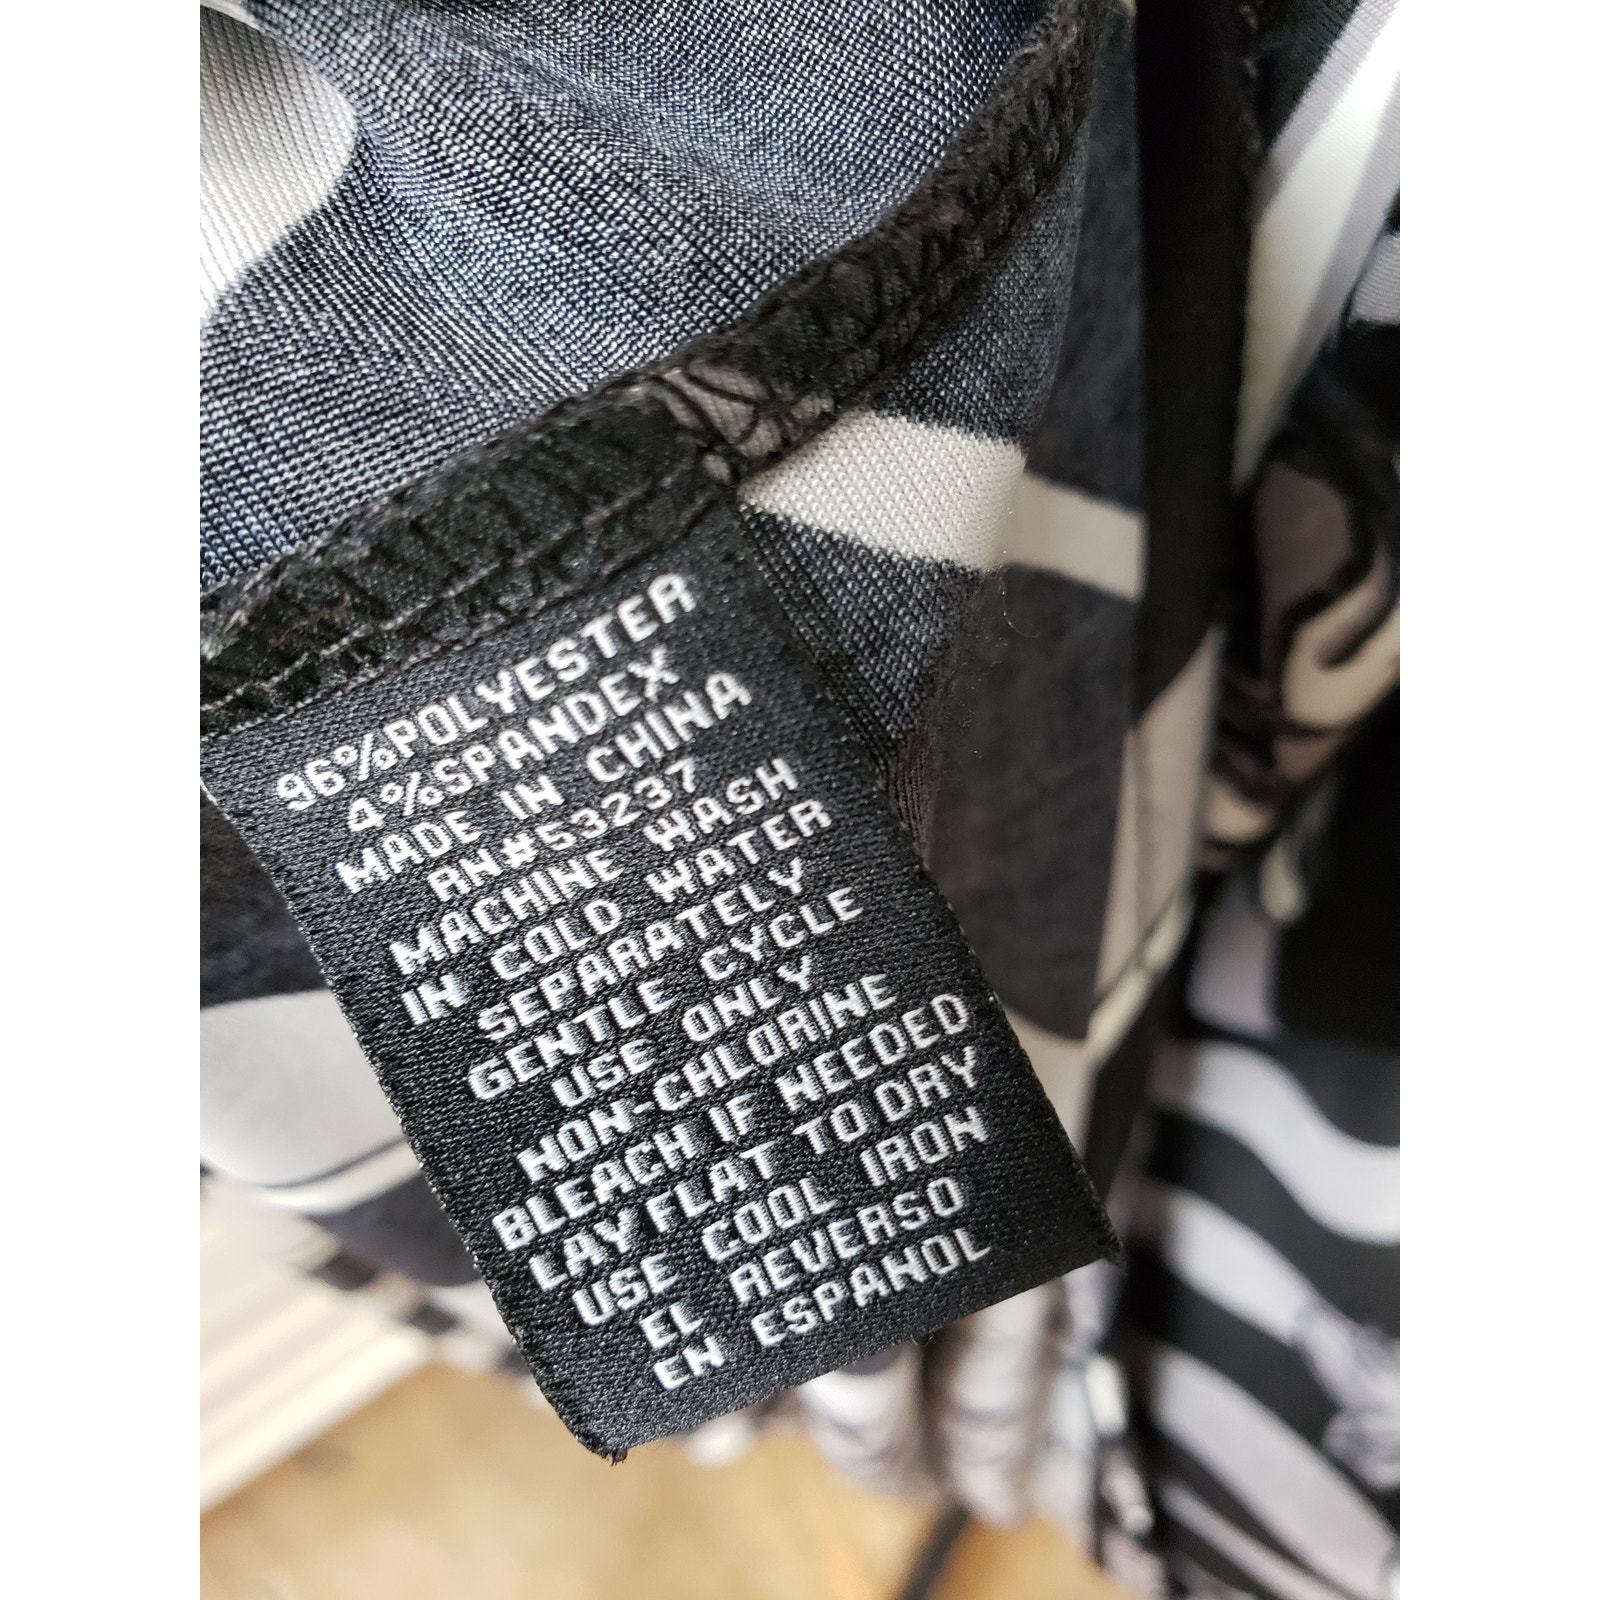 96%POLYESTER
4%SPANDEX
MADE IN CHINA
RN#53237
MACHINE WASH
IN COLD WATER
SEPARATELY
GENTLE CYCLE
USE ONLY
NON-CHLORINE
BLEACH IF NEEDED
LAY FLAT TO DRY
USE COOL IRON
EL REVERSO
EN ESPANOL